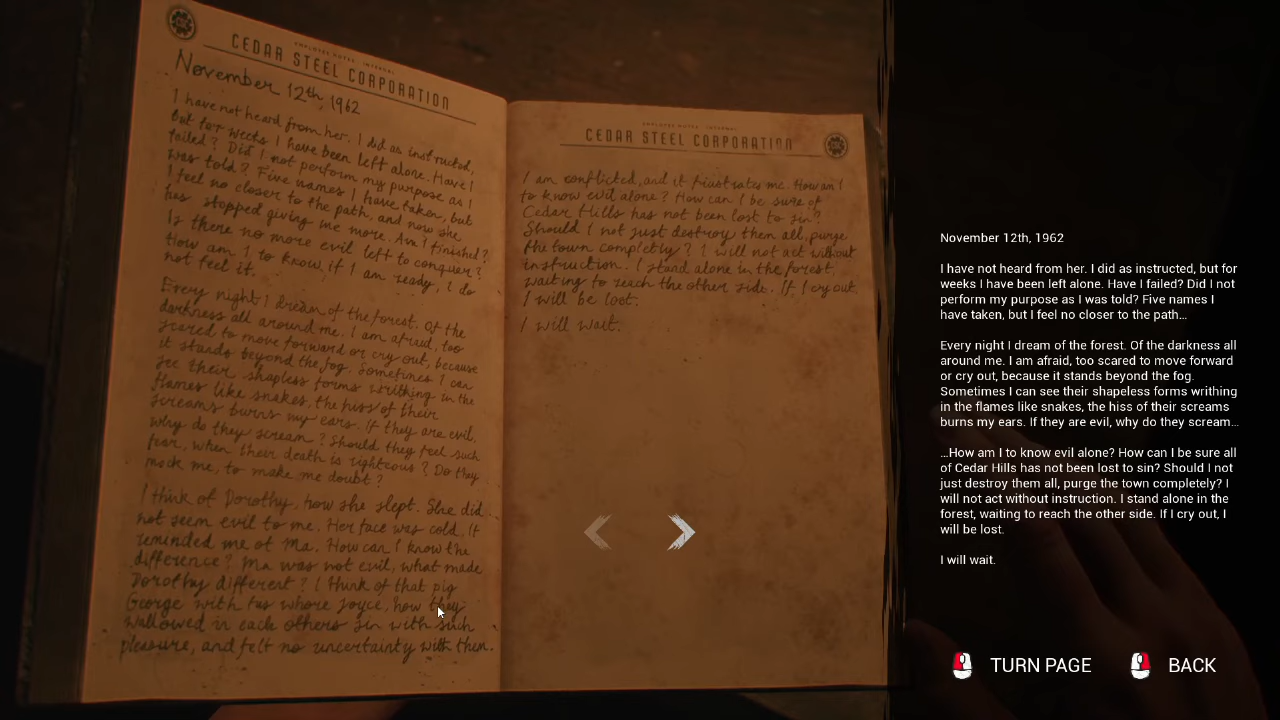 EMPLOYEE NOTES - INTERNAL
CEDAR STEEL CORPORATION
November 12th, 1962
I have not heard from her. I did as instructed,
but for weeks I have been left alone. Have I
failed? Did I not perform my purpose as I
was told? Five names I have taken, but
I feel no closer to the path, and now she
has stopped giving me more. Am I finished?
Is there no more evil left to conquer?
How am I to know if I am ready, I do
not feel it.
Every night I dream of the forest. Of the
darkness all around me. I am afraid, too
scared to move forward or cry out, because
it stands beyond the fog. Sometimes I can
see their shapless forms writhing in the
flames like snakes, the hiss of their
screams burns my ears. If they are evil,
why do they scream? Should they feel such
fear, when their death is righteous? Do they
mock me, to make me doubt?
I think of Dorothy, how she slept. She did
not seem evil to me. Her face was cold, it
reminded me of Ma. How can I know the
difference? Ma was not evil, what made
Dorothy different? I think of that pig
George with his whore Joyce, how they
wallowed in each others sin with such
pleasure, and felt no uncertainty with them.
EMPLOYEE NOTES - INTERNAL
CEDAR STEEL CORPORATION
I am conflicted, and it frustrates me. How am I
to know evil alone? How can I be sure of
Cedar Hills has not been lost to sin?
Should I not just destroy them all, purge
the town completly? I will not act without
instruction. I stand alone in the forest,
waiting to reach the other side. If I cry out,
I will be lost.
I will wait.
November 12th, 1962
I have not heard from her. I did as instructed, but for
weeks I have been left alone. Have I failed? Did I not
perform my purpose as I was told? Five names I
have taken, but I feel no closer to the path...
Every night I dream of the forest. Of the darkness all
around me. I am afraid, too scared to move forward
or cry out, because it stands beyond the fog.
Sometimes I can see their shapeless forms writhing
in the flames like snakes, the hiss of their screams
burns my ears. If they are evil, why do they scream...
...How am I to know evil alone? How can I be sure all
of Cedar Hills has not been lost to sin? Should I not
just destroy them all, purge the town completely? I
will not act without instruction. I stand alone in the
forest, waiting to reach the other side. If I cry out, I
will be lost.
I will wait.
TURN PAGE
BACK